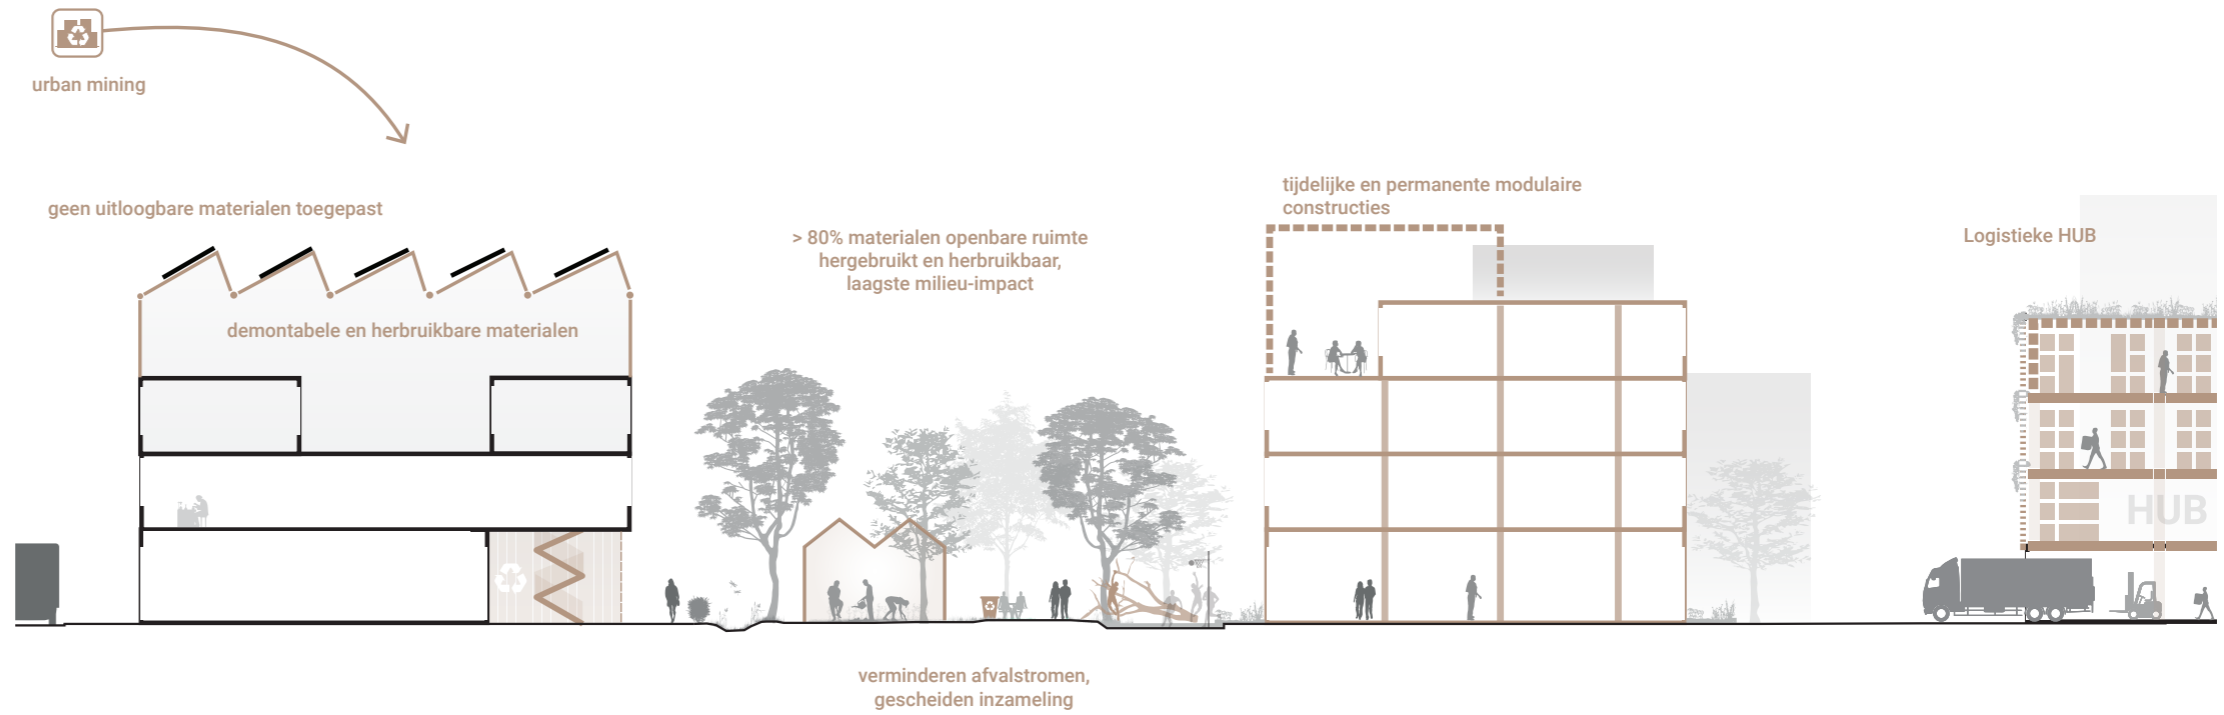 urban mining
geen uitloogbare materialen toegepast
demontabele en herbruikbare materialen
> 80% materialen openbare ruimte
hergebruikt en herbruikbaar,
laagste milieu-impact
tijdelijke en permanente modulaire
constructies
Logistieke HUB
HUB
verminderen afvalstromen,
gescheiden inzameling